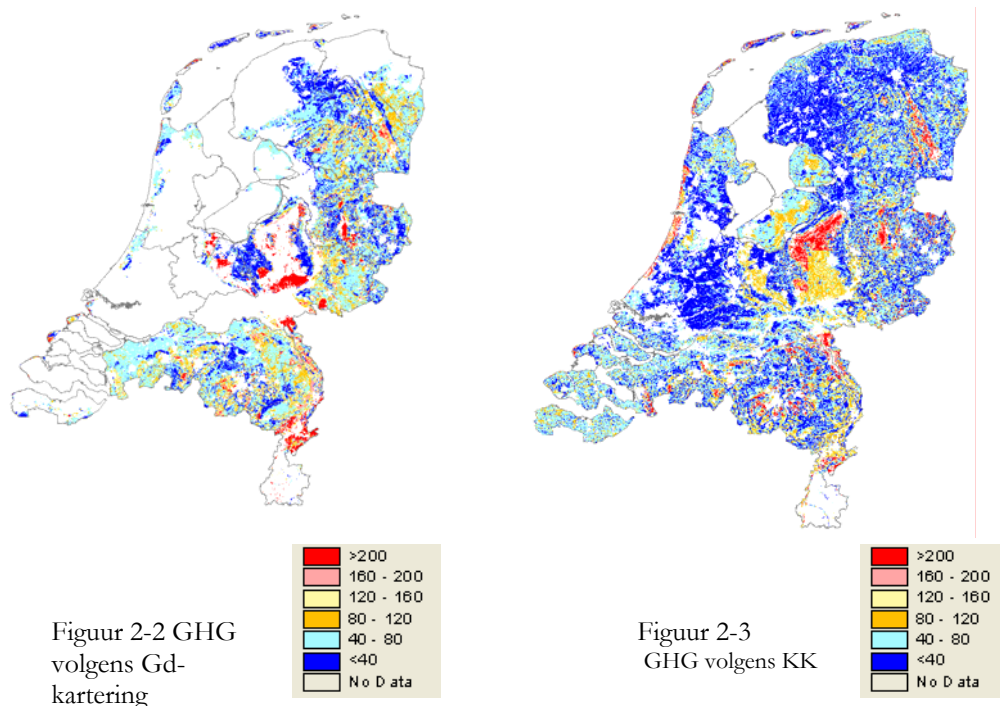 >200
160 - 200
120 - 160
80 - 120
40 - 80
<40
No Data
Figuur 2-2 GHG
volgens Gd-
kartering
>200
160 - 200
120 - 160
80 - 120
40 - 80
<40
No Data
Figuur 2-3
GHG volgens KK